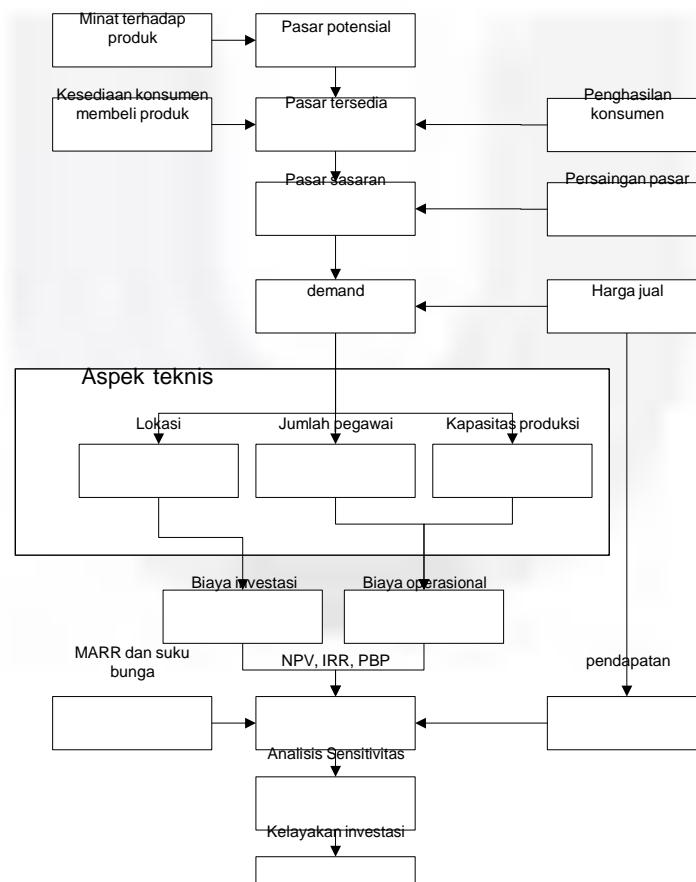 Minat terhadap
produk
Pasar potensial
Kesediaan konsumen
membeli produk
Pasar tersedia
Penghasilan
konsumen
Pasar sasaran
Persaingan pasar
demand
Harga jual
Aspek teknis
Lokasi
Jumlah pegawai
Kapasitas produksi
Biaya investasi
Biaya operasional
MARR dan suku
bunga
NPV, IRR, PBP
pendapatan
Analisis Sensitivitas
Kelayakan investasi